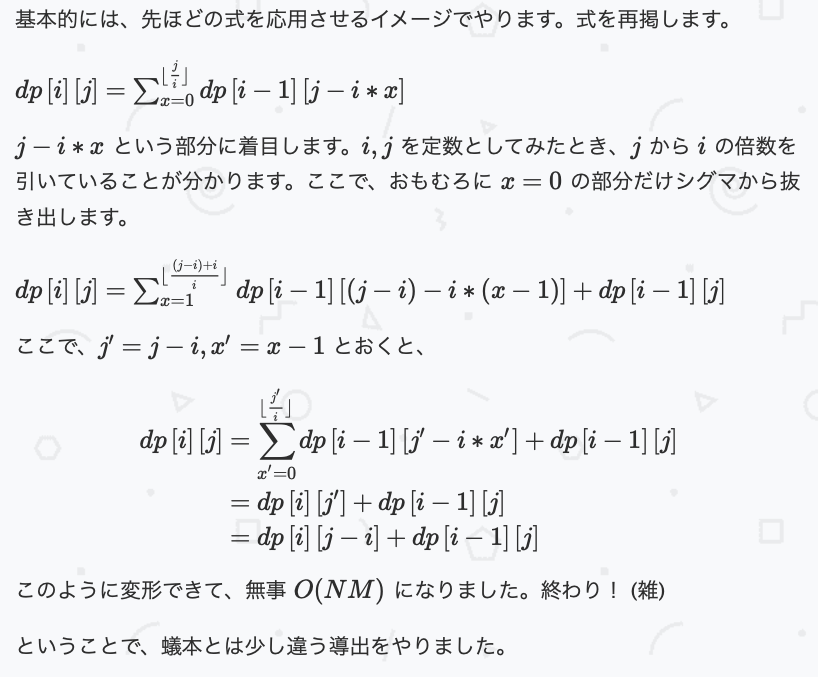 基本的には、先ほどの式を応用させるイメージでやります。式を再掲します。
$dp[i][j] = \sum_{x=0}^{\lfloor \frac{j}{i} \rfloor} dp[i-1][j-i*x]$
$j-i*x$ という部分に着目します。$i,j$ を定数としてみたとき、$j$ から $i$ の倍数を
引いていることが分かります。ここで、おもむろに $x=0$ の部分だけシグマから抜
き出します。
$dp[i][j] = \sum_{x=1}^{\lfloor \frac{(j-i)+i}{i} \rfloor} dp[i-1][(j-i)-i*(x-1)] + dp[i-1][j]$
ここで、$j'=j-i, x'=x-1$ とおくと、
$dp[i][j] = \sum_{x'=0}^{\lfloor \frac{j'}{i} \rfloor} dp[i-1][j'-i*x'] + dp[i-1][j]$
$= dp[i][j'] + dp[i-1][j]$
$= dp[i][j-i] + dp[i-1][j]$
このように変形できて、無事 $O(NM)$ になりました。終わり！ (雑)
ということで、蟻本とは少し違う導出をやりました。